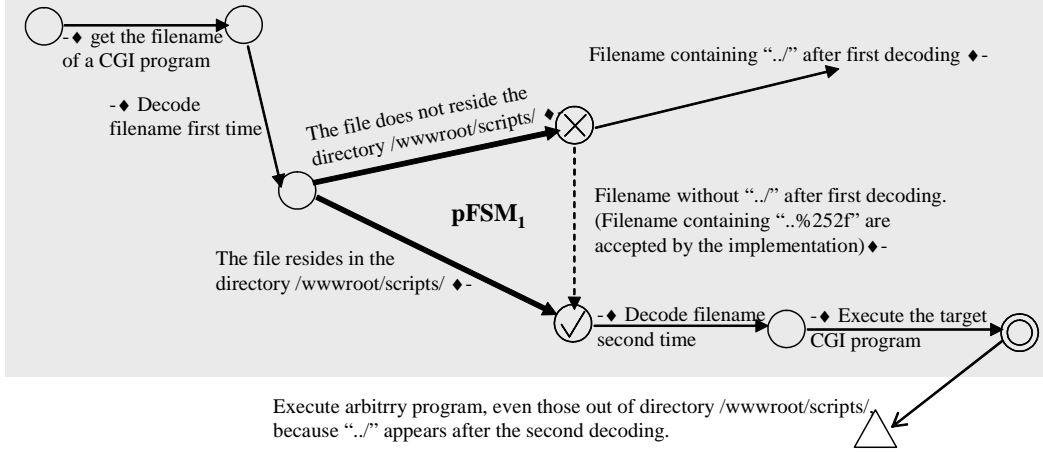 -♦ get the filename
of a CGI program
-♦ Decode
filename first time
Filename containing “../” after first decoding ♦-
The file does not reside the
directory /wwwroot/scripts/ ♦-
pFSM1
Filename without “../” after first decoding.
(Filename containing “..%252f” are
accepted by the implementation)♦-
The file resides in the
directory /wwwroot/scripts/ ♦-
-♦ Decode filename
second time
-♦ Execute the target
CGI program
Execute arbitrry program, even those out of directory /wwwroot/scripts/,
because “../” appears after the second decoding.